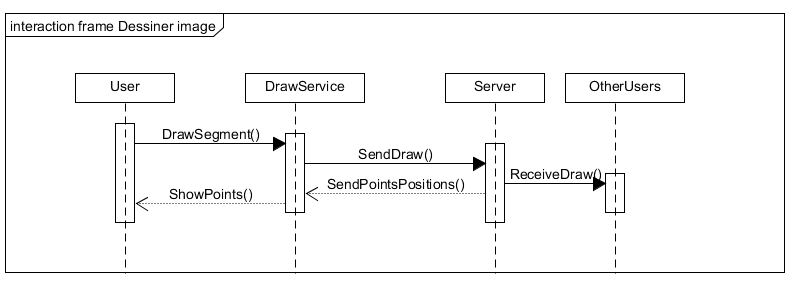 interaction frame Dessiner image
User
DrawService
Server
OtherUsers
DrawSegment()
SendDraw()
ReceiveDraw()
SendPointsPositions()
ShowPoints()